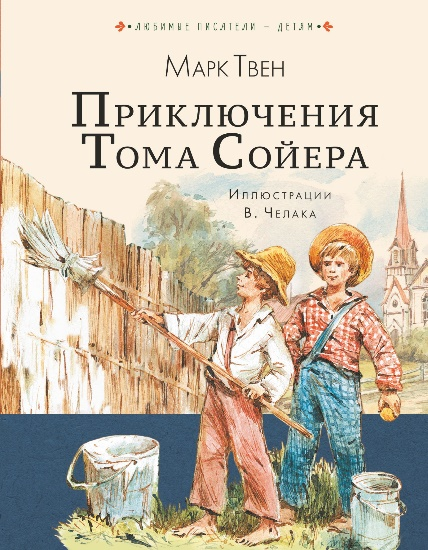 Любимые писатели – детям
Марк Твен
Приключения
Тома Сойера
Иллюстрации
В. Челака